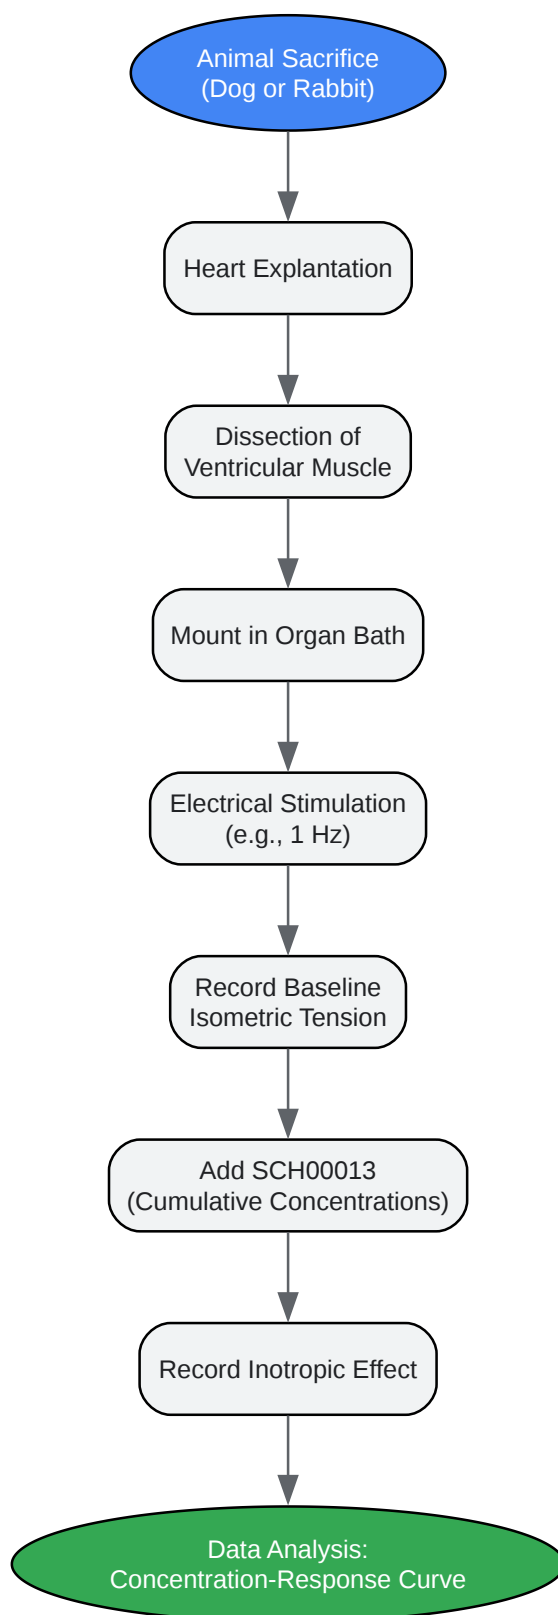 Animal Sacrifice
(Dog or Rabbit)
Heart Explantation
Dissection of
Ventricular Muscle
Mount in Organ Bath
Electrical Stimulation
(e.g., 1 Hz)
Record Baseline
Isometric Tension
Add SCH00013
(Cumulative Concentrations)
Record Inotropic Effect
Data Analysis:
Concentration-Response Curve